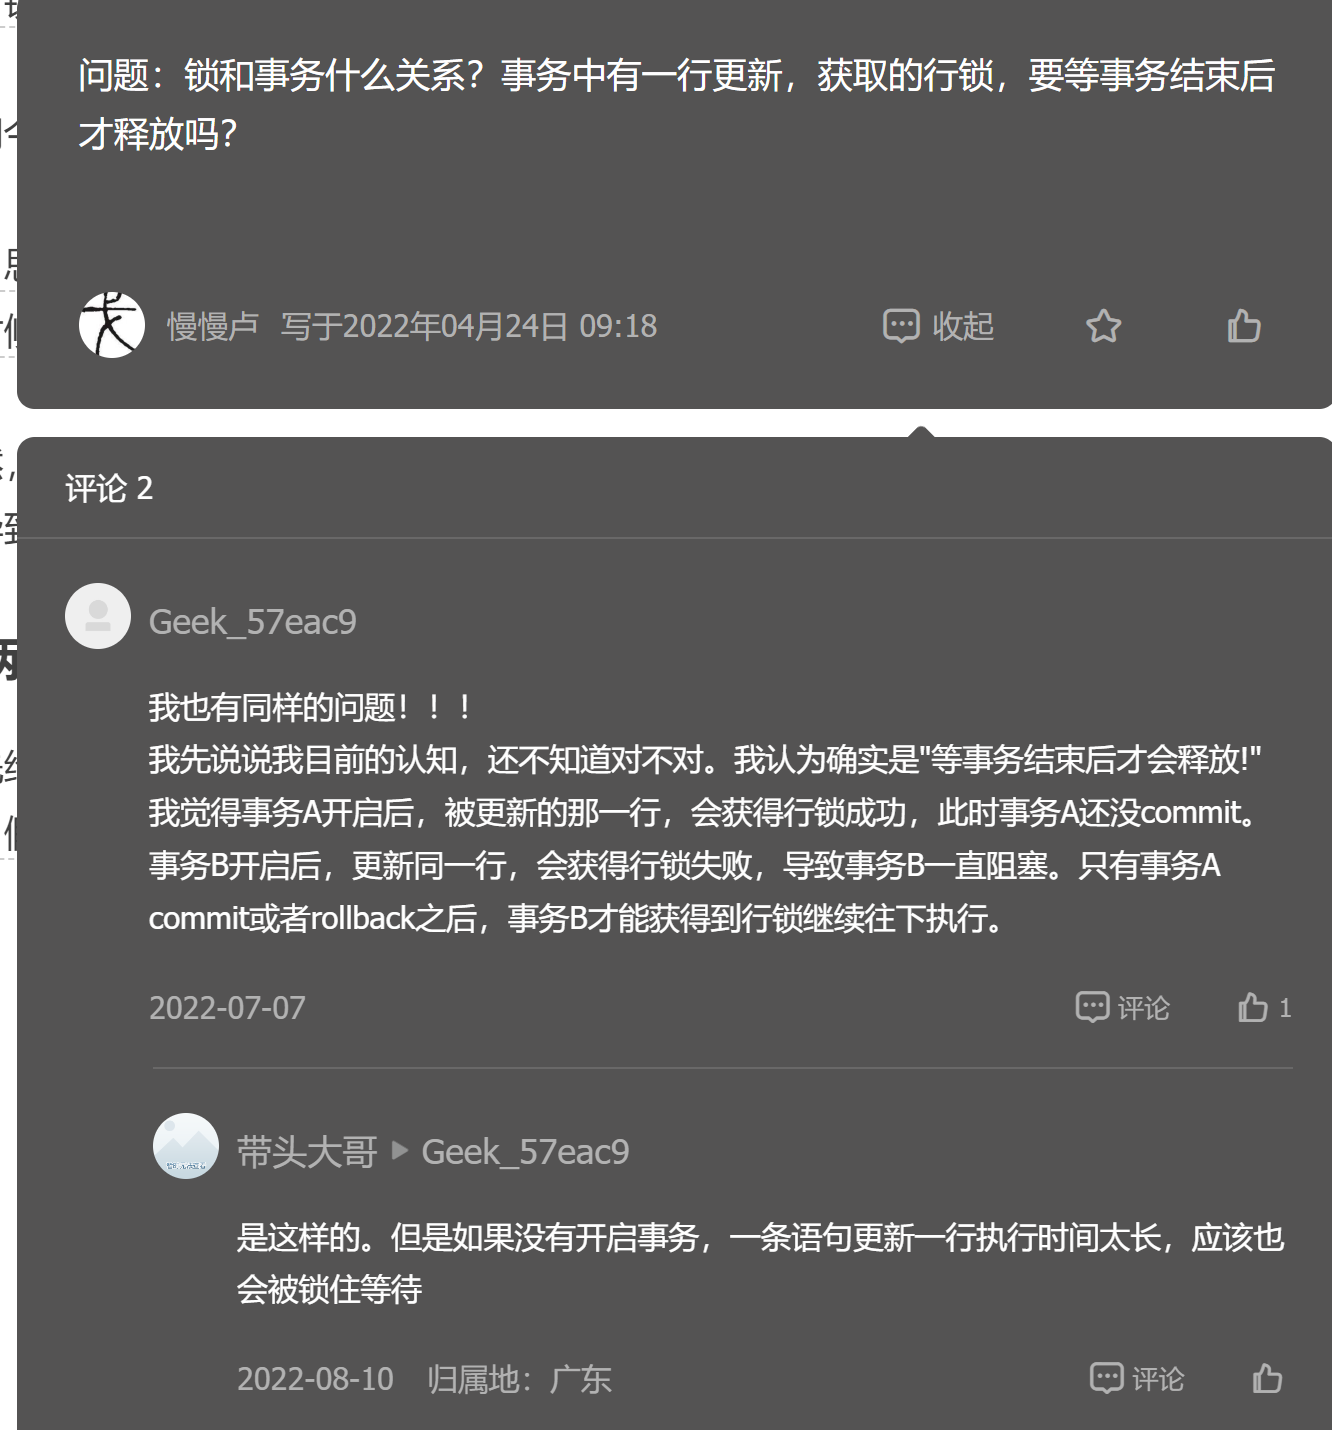 问题：锁和事务什么关系？事务中有一行更新，获取的行锁，要等事务结束后
才释放吗？
慢慢卢 写于2022年04月24日 09:18 收起
评论 2
Geek_57eac9
我也有同样的问题！！！
我先说说我目前的认知，还不知道对不对。我认为确实是"等事务结束后才会释放!"
我觉得事务A开启后，被更新的那一行，会获得行锁成功，此时事务A还没commit。
事务B开启后，更新同一行，会获得行锁失败，导致事务B一直阻塞。只有事务A
commit或者rollback之后，事务B才能获得到行锁继续往下执行。
2022-07-07 评论 1
带头大哥 Geek_57eac9
是这样的。但是如果没有开启事务，一条语句更新一行执行时间太长，应该也
会被锁住等待
2022-08-10 归属地：广东 评论